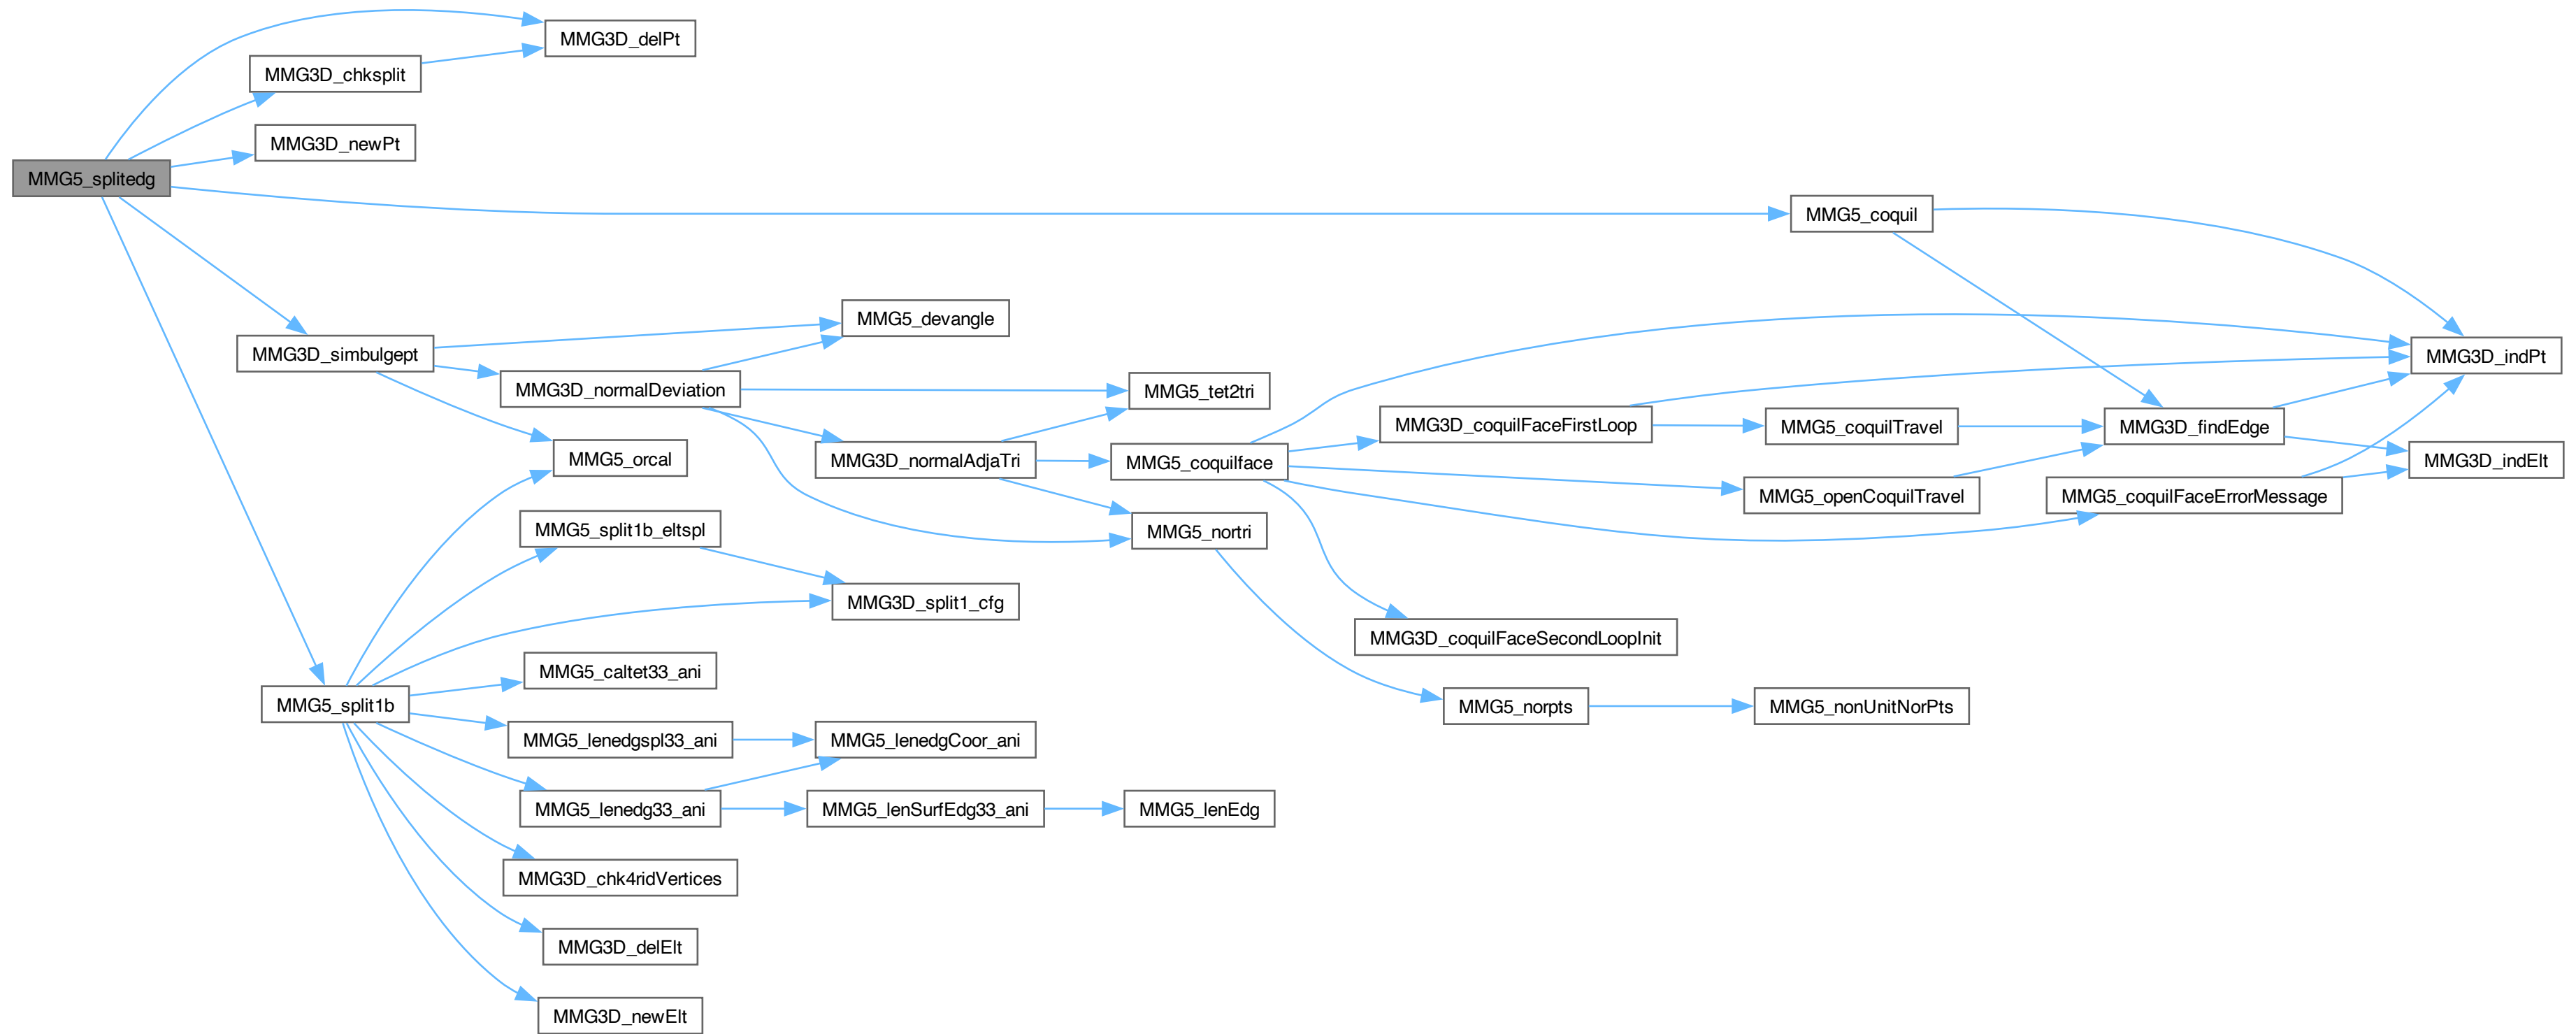 MMG3D_delPt
MMG3D_chksplit
MMG3D_newPt
MMG5_splitedg
MMG5_coquil
MMG5_devangle
MMG3D_simbulgept
MMG3D_indPt
MMG3D_normalDeviation
MMG5_tet2tri
MMG3D_coquilFaceFirstLoop
MMG5_coquilTravel
MMG3D_findEdge
MMG5_orcal
MMG3D_normalAdjaTri
MMG5_coquilface
MMG3D_indElt
MMG5_openCoquilTravel
MMG5_coquilFaceErrorMessage
MMG5_split1b_eltspl
MMG5_nortri
MMG3D_split1_cfg
MMG3D_coquilFaceSecondLoopInit
MMG5_caltet33_ani
MMG5_split1b
MMG5_norpts
MMG5_nonUnitNorPts
MMG5_lenedgspl33_ani
MMG5_lenedgCoor_ani
MMG5_lenedg33_ani
MMG5_lenSurfEdg33_ani
MMG5_lenEdg
MMG3D_chk4ridVertices
MMG3D_delElt
MMG3D_newElt